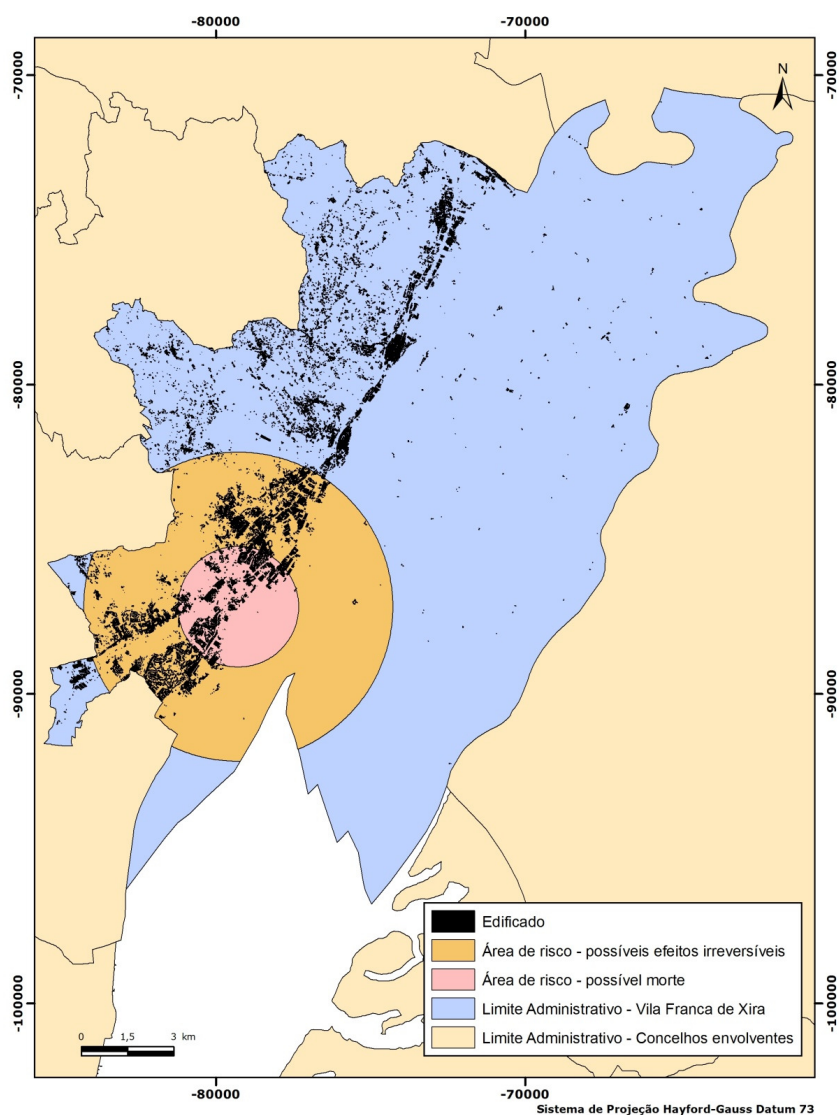 -80000
-70000
-70000
-70000
N
-80000
-80000
-90000
-90000
Edificado
Área de risco - possíveis efeitos irreversíveis
Área de risco - possível morte
Limite Administrativo - Vila Franca de Xira
Limite Administrativo - Concelhos envolventes
-100000
-100000
0 1,5 3 km
-80000
-70000
Sistema de Projeção Hayford-Gauss Datum 73